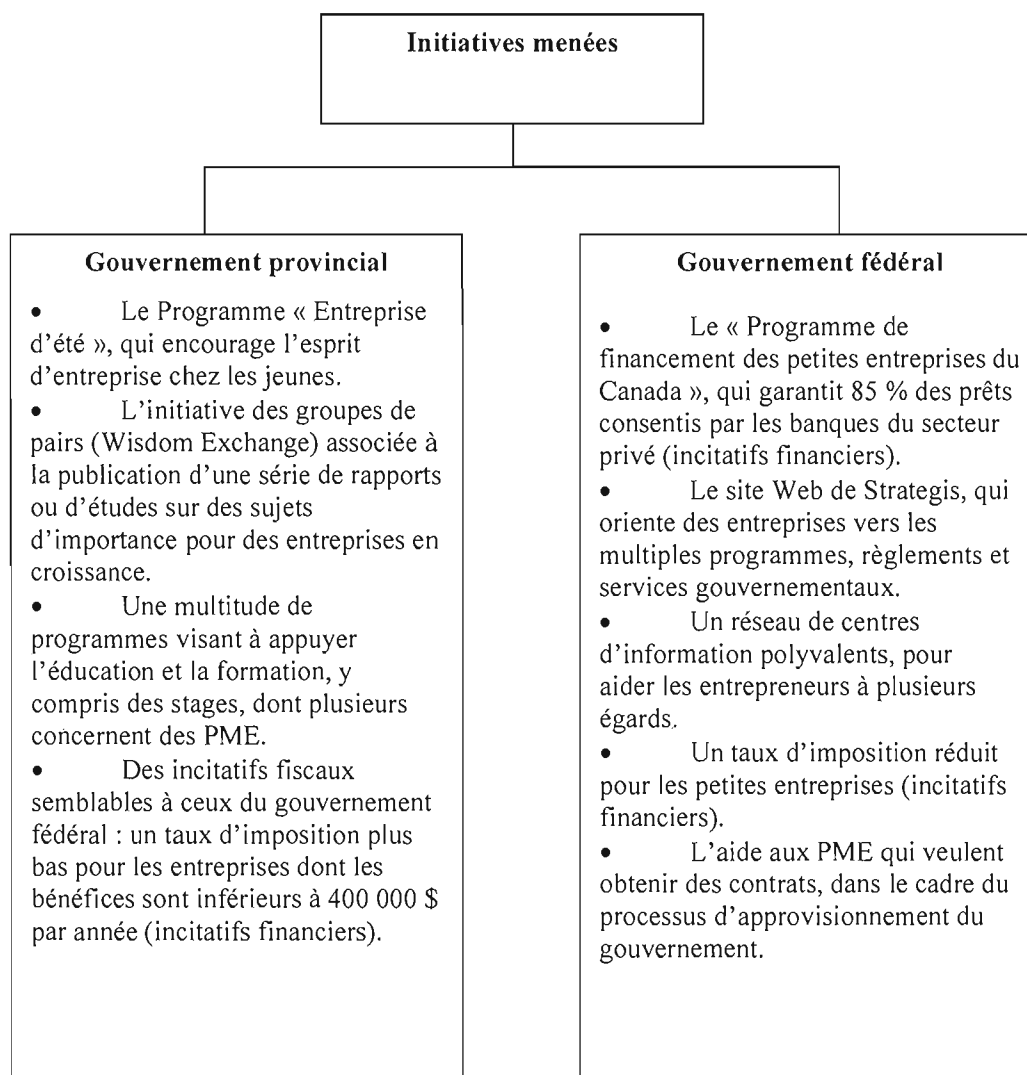 Initiatives menées
Gouvernement provincial
• Le Programme « Entreprise
d'été », qui encourage l'esprit
d'entreprise chez les jeunes.
• L'initiative des groupes de
pairs (Wisdom Exchange) associée à
la publication d'une série de rapports
ou d'études sur des sujets
d'importance pour des entreprises en
croissance.
• Une multitude de
programmes visant à appuyer
l'éducation et la formation, y
compris des stages, dont plusieurs
concernent des PME.
• Des incitatifs fiscaux
semblables à ceux du gouvernement
fédéral : un taux d'imposition plus
bas pour les entreprises dont les
bénéfices sont inférieurs à 400 000 $
par année (incitatifs financiers).
Gouvernement fédéral
• Le « Programme de
financement des petites entreprises du
Canada », qui garantit 85 % des prêts
consentis par les banques du secteur
privé (incitatifs financiers).
• Le site Web de Strategis, qui
oriente des entreprises vers les
multiples programmes, règlements et
services gouvernementaux.
• Un réseau de centres
d'information polyvalents, pour
aider les entrepreneurs à plusieurs
égards.
• Un taux d'imposition réduit
pour les petites entreprises (incitatifs
financiers).
• L'aide aux PME qui veulent
obtenir des contrats, dans le cadre du
processus d'approvisionnement du
gouvernement.